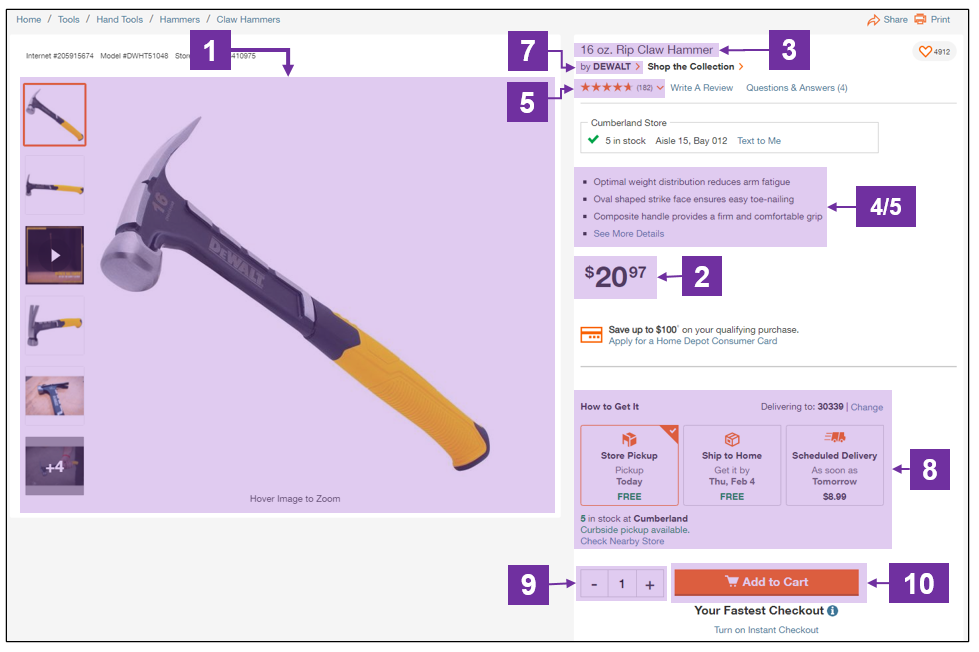 Home / Tools / Hand Tools / Hammers / Claw Hammers
Share Print
Internet #205915674 Model #DWHT51048 Stor 410975
1
7
16 oz. Rip Claw Hammer
3
4912
by DEWALT > Shop the Collection >
5
(182) Write A Review Questions & Answers (4)
Cumberland Store
5 in stock Aisle 15, Bay 012 Text to Me
Optimal weight distribution reduces arm fatigue
Oval shaped strike face ensures easy toe-nailing
Composite handle provides a firm and comfortable grip
See More Details
4/5
16
DEWALT
$2097
2
Save up to $100* on your qualifying purchase.
Apply for a Home Depot Consumer Card
How to Get It Delivering to: 30339 | Change
Store Pickup
Pickup
Today
FREE
Ship to Home
Get it by
Thu, Feb 4
FREE
Scheduled Delivery
As soon as
Tomorrow
$8.99
8
+4
Hover Image to Zoom
5 in stock at Cumberland
Curbside pickup available.
Check Nearby Store
9
- 1 +
Add to Cart
10
Your Fastest Checkout i
Turn on Instant Checkout